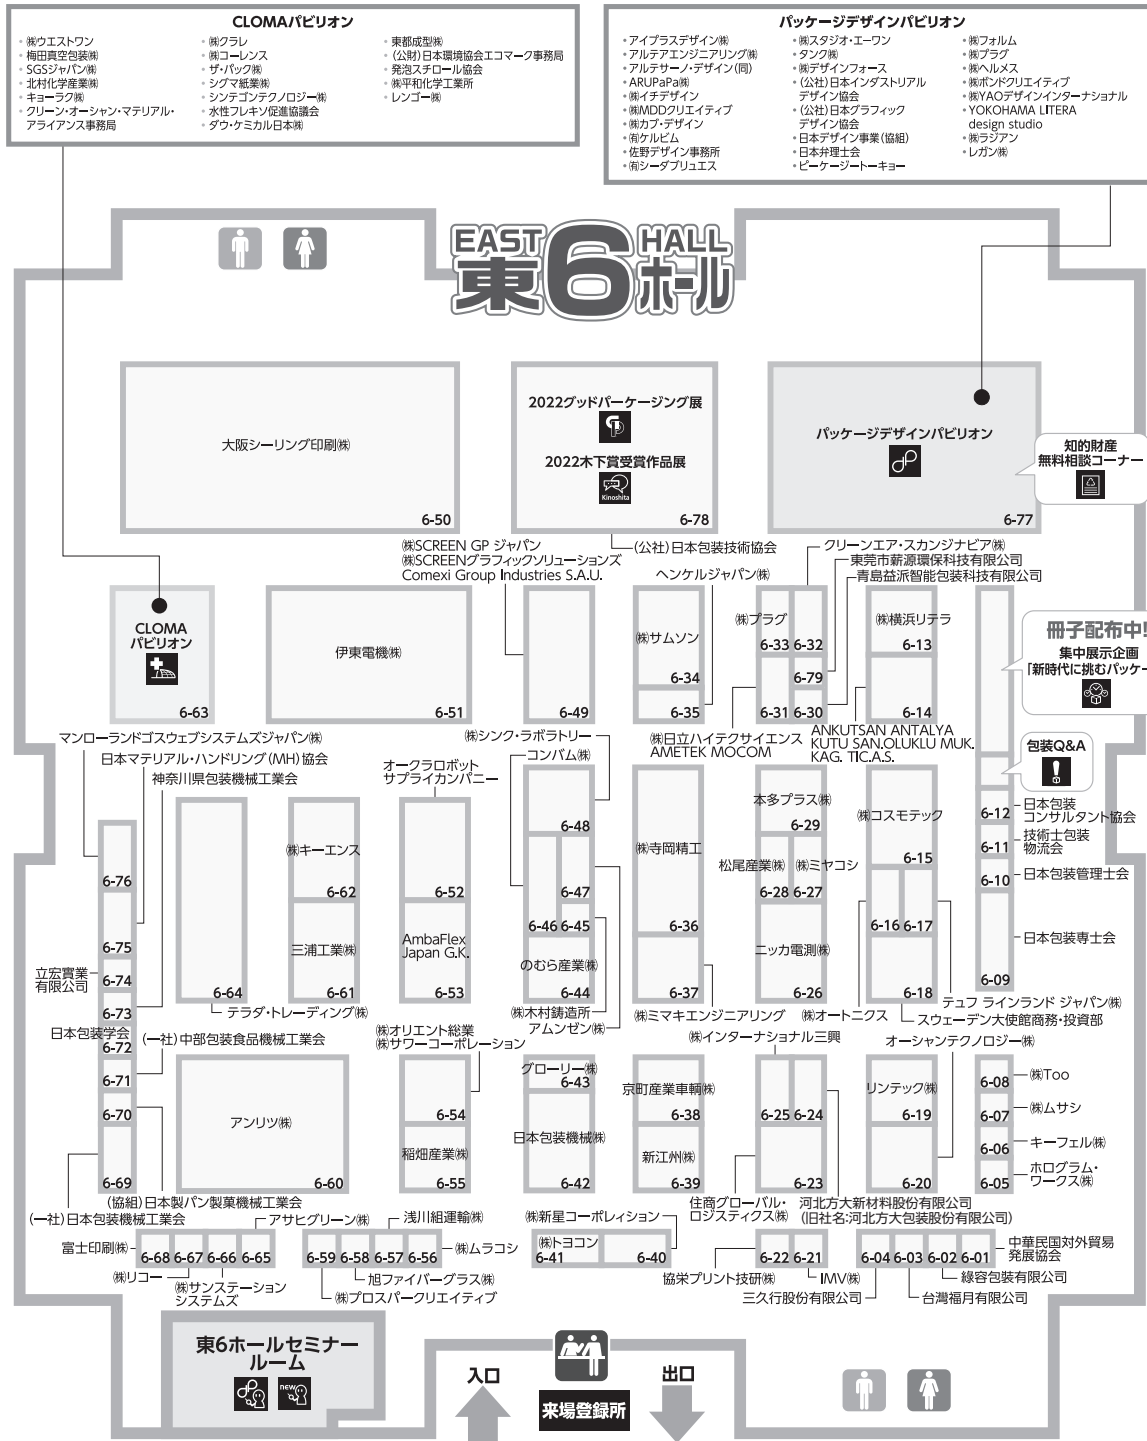 CLOMAパビリオン
・㈱ウエストワン
・梅田真空包装㈱
・SGSジャパン㈱
・北村化学産業㈱
・キョーラク㈱
・クリーン・オーシャン・マテリアル・
アライアンス事務局
・㈱クラレ
・㈱コーレンス
・ザ・パック㈱
・シグマ紙業㈱
・シンテゴンテクノロジー㈱
・水性フレキソ促進協議会
・ダウ・ケミカル日本㈱
・東都成型㈱
・(公財)日本環境協会エコマーク事務局
・発泡スチロール協会
・㈱平和化学工業所
・レンゴー㈱
パッケージデザインパビリオン
・アイプラスデザイン㈱
・アルテアエンジニアリング㈱
・アルテサーノ・デザイン(同)
・ARUPaPa㈱
・㈱イチデザイン
・㈱MDDクリエイティブ
・㈱カブ・デザイン
・㈲ケルビム
・佐野デザイン事務所
・㈲シーダブリュエス
・㈱スタジオ・エーワン
・タンク㈱
・㈱デザインフォース
・(公社)日本インダストリアル
デザイン協会
・(公社)日本グラフィック
デザイン協会
・日本デザイン事業(協組)
・日本弁理士会
・ピーケージートーキョー
・㈱フォルム
・㈱プラグ
・㈱ヘルメス
・㈱ボンドクリエイティブ
・㈱YAOデザインインターナショナル
・YOKOHAMA LITERA
design studio
・㈱ラジアン
・レガン㈱
EAST 6 HALL
東6ホール
大阪シーリング印刷㈱
6-50
2022グッドパーケージング展
2022木下賞受賞作品展
Kinoshita
6-78
パッケージデザインパビリオン
6-77
知的財産
無料相談コーナー
㈱SCREEN GP ジャパン
㈱SCREENグラフィックソリューションズ
Comexi Group Industries S.A.U.
(公社)日本包装技術協会
ヘンケルジャパン㈱
クリーンエア・スカンジナビア㈱
東莞市薪源環保科技有限公司
青島益派智能包装科技有限公司
CLOMA
パビリオン
6-63
伊東電機㈱
6-51
6-49
㈱サムソン
6-34
6-35
㈱プラグ
6-33
6-32
6-79
6-31
6-30
㈱横浜リテラ
6-13
6-14
冊子配布中!
集中展示企画
「新時代に挑むパッケー
マンローランドゴスウェブシステムズジャパン㈱
日本マテリアル・ハンドリング(MH)協会
神奈川県包装機械工業会
オークラロボット
サプライカンパニー
㈱シンク・ラボラトリー
コンバム㈱
㈱日立ハイテクサイエンス
AMETEK MOCOM
ANKUTSAN ANTALYA
KUTU SAN.OLUKLU MUK.
KAG. TIC.A.S.
包装Q&A
6-76
6-75
立宏實業
有限公司
6-74
6-73
日本包装学会
6-72
6-71
6-70
6-69
6-64
テラダ・トレーディング㈱
㈱キーエンス
6-62
三浦工業㈱
6-61
6-52
AmbaFlex
Japan G.K.
6-53
6-48
6-47
6-46
6-45
のむら産業㈱
6-44
㈱木村鋳造所
アムンゼン㈱
㈱寺岡精工
6-36
6-37
㈱ミマキエンジニアリング
本多プラス㈱
6-29
松尾産業㈱
6-28
㈱ミヤコシ
6-27
ニッカ電測㈱
6-26
㈱オートニクス
㈱コスモテック
6-15
6-16
6-17
6-18
テュフ ラインランド ジャパン㈱
スウェーデン大使館商務・投資部
6-12
日本包装
コンサルタント協会
6-11
技術士包装
物流会
6-10
日本包装管理士会
日本包装専士会
6-09
(一社)中部包装食品機械工業会
㈱オリエント総業
㈱サワーコーポレーション
㈱インターナショナル三興
オーシャンテクノロジー㈱
アンリツ㈱
6-60
6-54
稲畑産業㈱
6-55
グローリー㈱
6-43
日本包装機械㈱
6-42
京町産業車輌㈱
6-38
新江州㈱
6-39
6-25
6-24
6-23
リンテック㈱
6-19
6-20
6-08
㈱Too
6-07
㈱ムサシ
6-06
キーフェル㈱
6-05
ホログラム・
ワークス㈱
(協組)日本製パン製菓機械工業会
(一社)日本包装機械工業会
住商グローバル・
ロジスティクス㈱
河北方大新材料股份有限公司
(旧社名:河北方大包装股份有限公司)
アサヒグリーン㈱
浅川組運輸㈱
㈱新星コーポレイション
富士印刷㈱
6-68
6-67
6-66
6-65
6-59
6-58
6-57
6-56
㈱ムラコシ
㈱トヨコン
6-41
6-40
6-22
6-21
6-04
6-03
6-02
6-01
中華民国対外貿易
発展協会
㈱リコー
㈱サンステーション
システムズ
旭ファイバーグラス㈱
㈱プロスパークリエイティブ
協栄プリント技研㈱
IMV㈱
三久行股份有限公司
綠容包装有限公司
台灣福月有限公司
東6ホールセミナー
ルーム
NEW
入口
来場登録所
出口